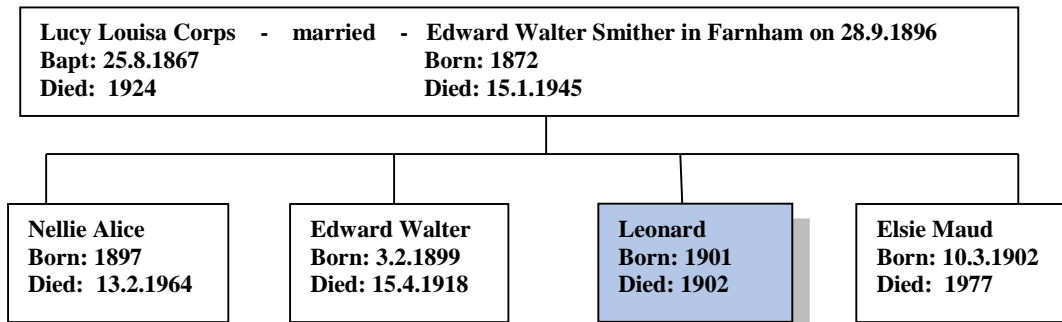 Lucy Louisa Corps - married - Edward Walter Smither in Farnham on 28.9.1896
Bapt: 25.8.1867 Born: 1872
Died: 1924 Died: 15.1.1945
Nellie Alice
Born: 1897
Died: 13.2.1964
Edward Walter
Born: 3.2.1899
Died: 15.4.1918
Leonard
Born: 1901
Died: 1902
Elsie Maud
Born: 10.3.1902
Died: 1977